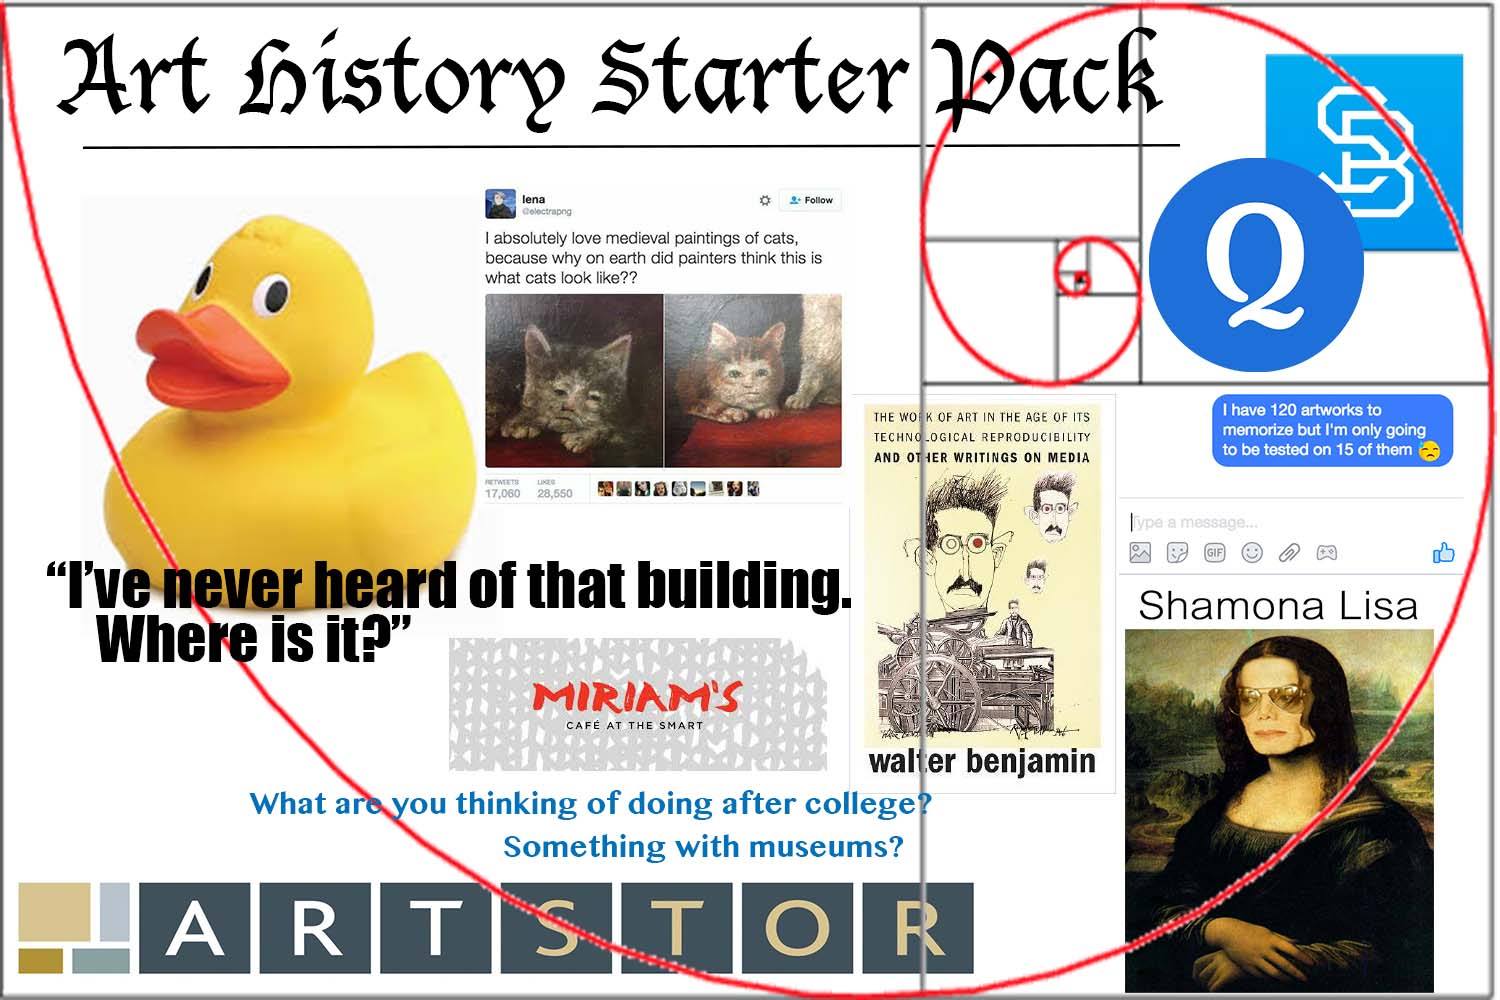 Art History Starter Pack
lena
@electrapng
Follow
I absolutely love medieval paintings of cats,
because why on earth did painters think this is
what cats look like??
RETWEETS
17,060
LIKES
28,550
SB
Q
THE WORK OF ART IN THE AGE OF ITS
TECHNOLOGICAL REPRODUCIBILITY
AND OTHER WRITINGS ON MEDIA
walter benjamin
I have 120 artworks to
memorize but I'm only going
to be tested on 15 of them 😓
Type a message...
GIF
Shamona Lisa
“I’ve never heard of that building.
Where is it?”
MIRIAM'S
CAFÉ AT THE SMART
What are you thinking of doing after college?
Something with museums?
ARTSTOR